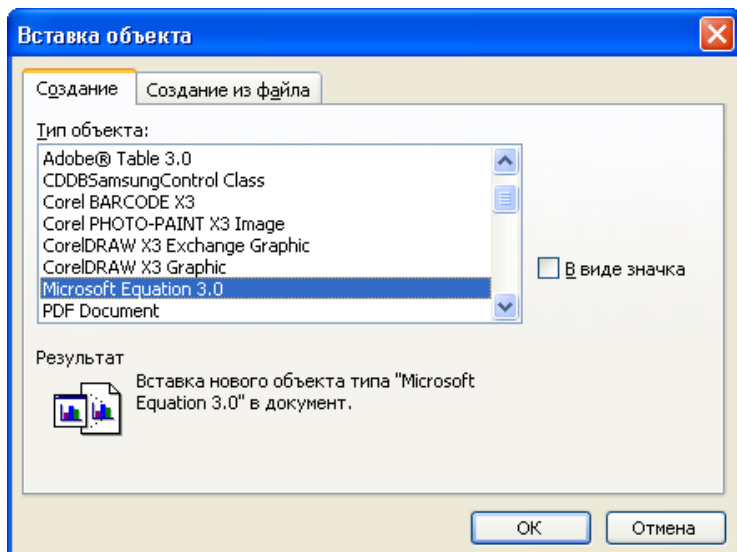 Вставка объекта
Создание
Создание из файла
Тип объекта:
Adobe® Table 3.0
CDDBSamsungControl Class
Corel BARCODE X3
Corel PHOTO-PAINT X3 Image
CorelDRAW X3 Exchange Graphic
CorelDRAW X3 Graphic
Microsoft Equation 3.0
PDF Document
В виде значка
Результат
Вставка нового объекта типа "Microsoft
Equation 3.0" в документ.
ОК
Отмена